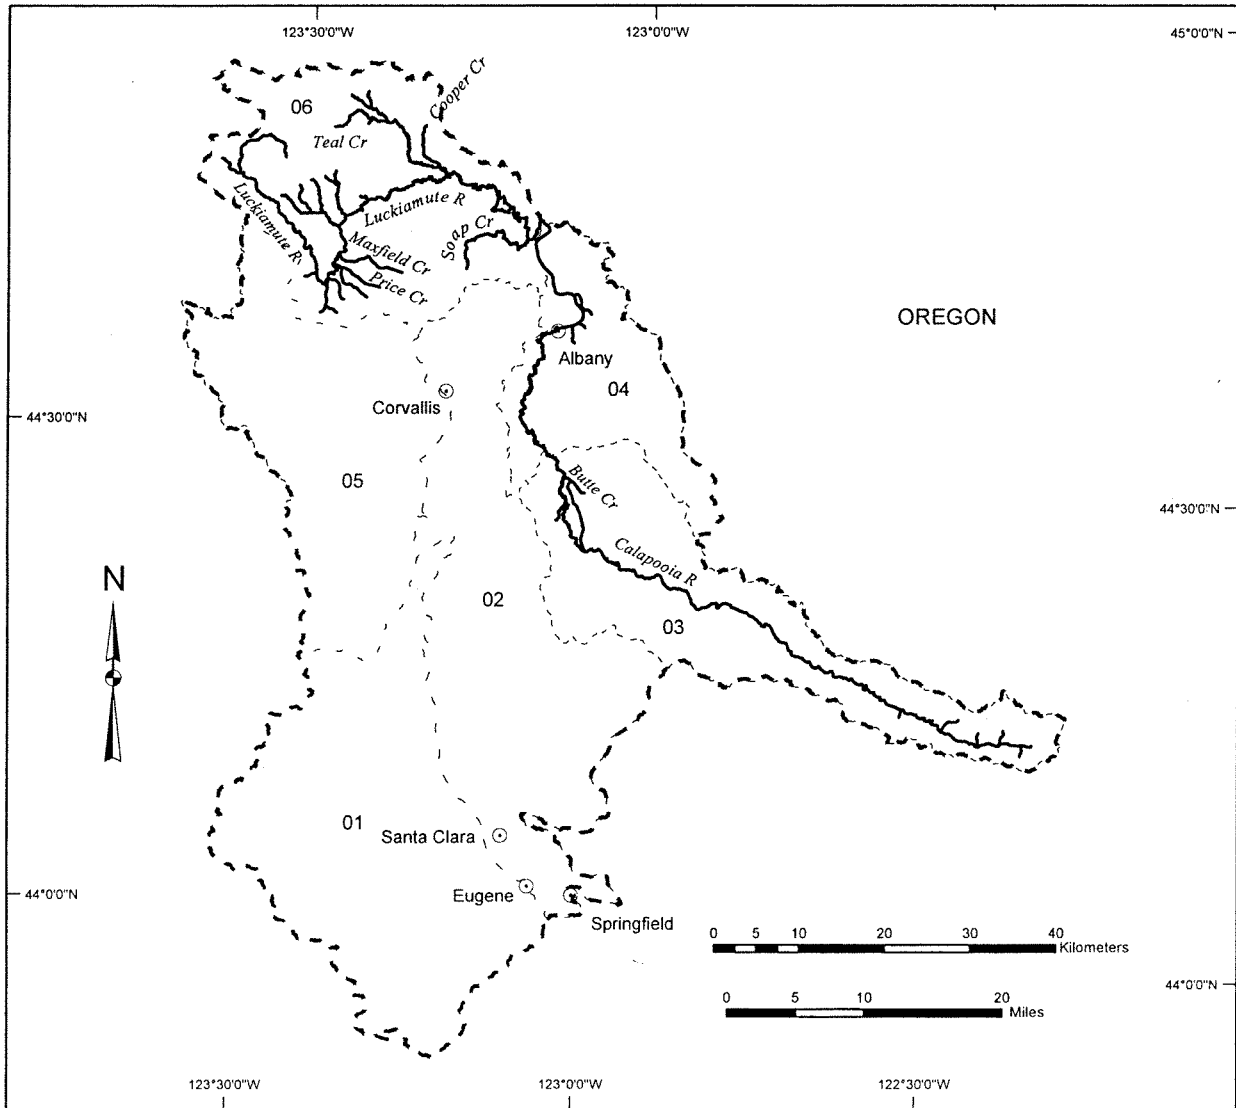 123°30'0"W
123°0'0"W
45°0'0"N
06
Cooper Cr
Teal Cr
Luckiamute R
Luckiamute R
Soap Cr
Maxfield Cr
Price Cr
OREGON
Albany
04
Corvallis
44°30'0"N
05
Butte Cr
44°30'0"N
Calapooia R
N
02
03
01
Santa Clara
Eugene
44°0'0"N
Springfield
0 5 10 20 30 40
Kilometers
44°0'0"N
0 5 10 20
Miles
123°30'0"W
123°0'0"W
122°30'0"W